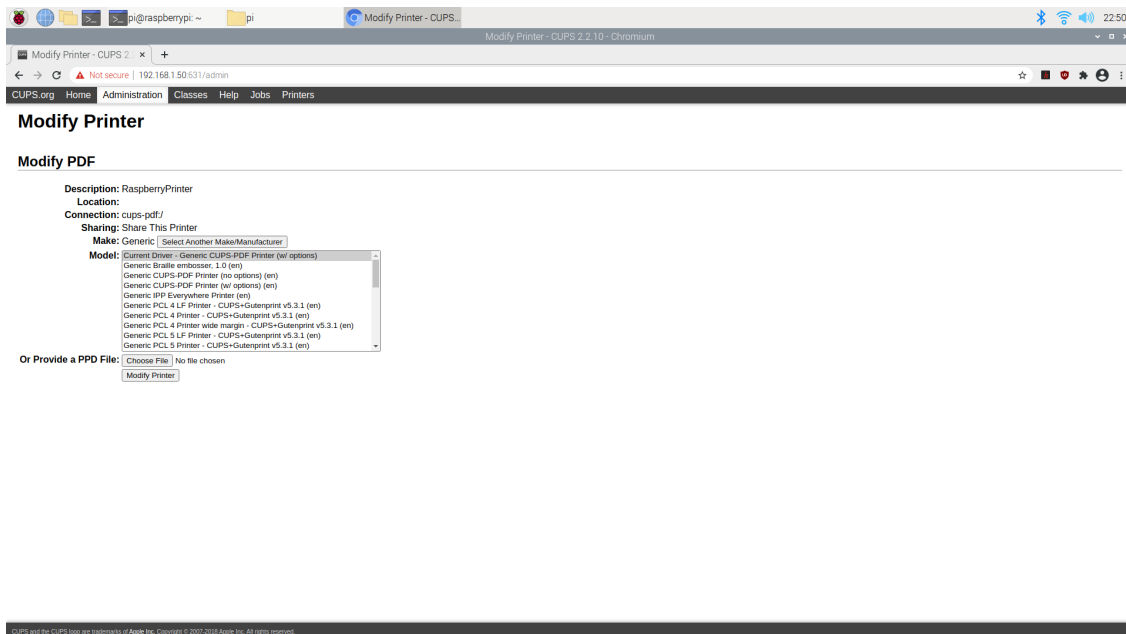 pi@raspberrypi: ~ pi Modify Printer - CUPS... 22:50
Modify Printer - CUPS 2.2.10 - Chromium
Modify Printer - CUPS 2.
Not secure | 192.168.1.50:631/admin
CUPS.org Home Administration Classes Help Jobs Printers
Modify Printer
Modify PDF
Description: RaspberryPrinter
Location:
Connection: cups-pdf:/
Sharing: Share This Printer
Make: Generic Select Another Make/Manufacturer
Model: Current Driver - Generic CUPS-PDF Printer (w/ options)
Generic Braille embosser, 1.0 (en)
Generic CUPS-PDF Printer (no options) (en)
Generic CUPS-PDF Printer (w/ options) (en)
Generic IPP Everywhere Printer (en)
Generic PCL 4 LF Printer - CUPS+Gutenprint v5.3.1 (en)
Generic PCL 4 Printer - CUPS+Gutenprint v5.3.1 (en)
Generic PCL 4 Printer wide margin - CUPS+Gutenprint v5.3.1 (en)
Generic PCL 5 LF Printer - CUPS+Gutenprint v5.3.1 (en)
Generic PCL 5 Printer - CUPS+Gutenprint v5.3.1 (en)
Or Provide a PPD File: Choose File No file chosen
Modify Printer
CUPS and the CUPS logo are trademarks of Apple Inc. Copyright © 2007-2018 Apple Inc. All rights reserved.